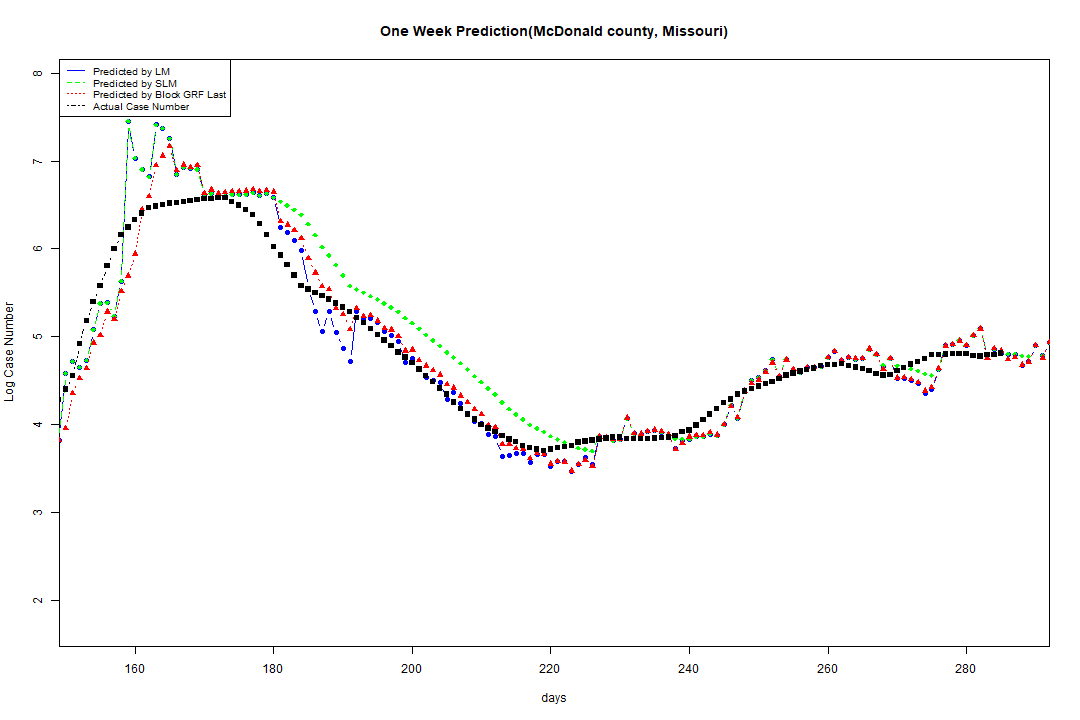 One Week Prediction(McDonald county, Missouri)
Predicted by LM
Predicted by SLM
Predicted by Block GRF Last
Actual Case Number
8
7
6
5
4
3
2
Log Case Number
160 180 200 220 240 260 280
days